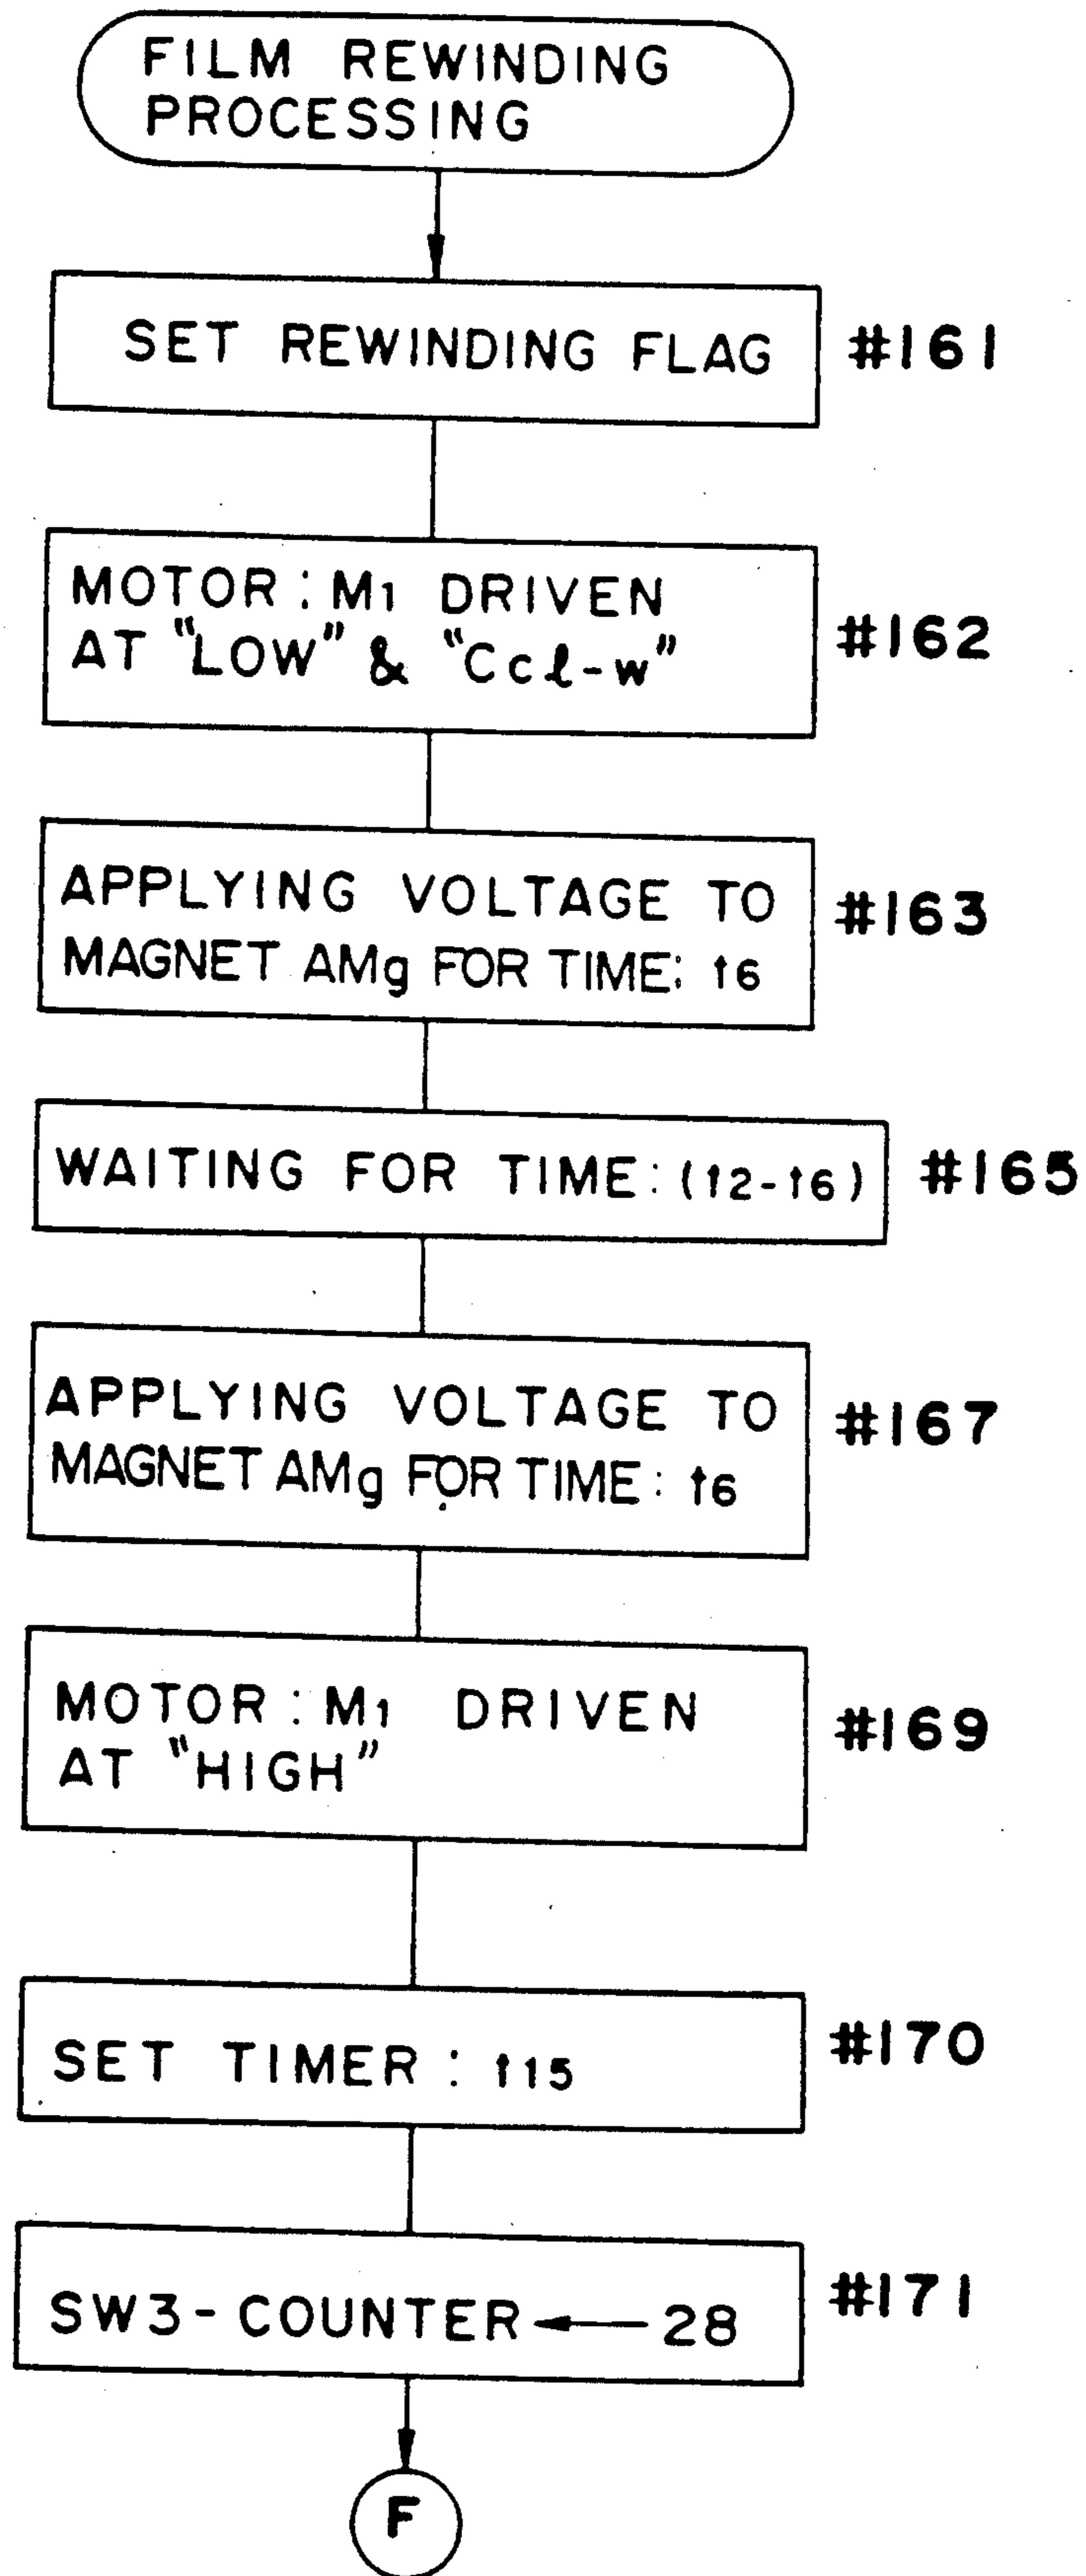 FILM REWINDING
PROCESSING
SET REWINDING FLAG
#161
MOTOR : M1 DRIVEN
AT "LOW" & "Ccl-w"
#162
APPLYING VOLTAGE TO
MAGNET AMg FOR TIME: t6
#163
WAITING FOR TIME: (t2-t6)
#165
APPLYING VOLTAGE TO
MAGNET AMg FOR TIME: t6
#167
MOTOR : M1 DRIVEN
AT "HIGH"
#169
SET TIMER : t15
#170
SW3-COUNTER ← 28
#171
F